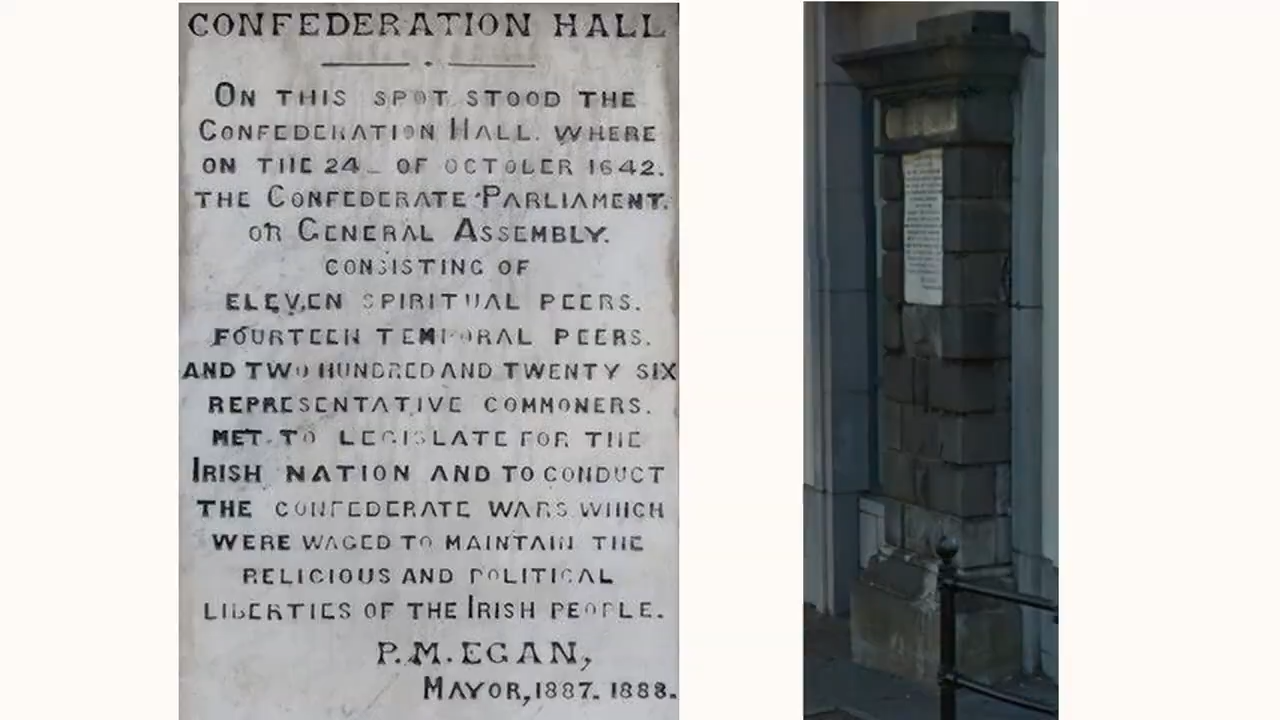 CONFEDERATION HALL
ON THIS SPOT STOOD THE
CONFEDERATION HALL. WHERE
ON THE 24_ OF OCTOBER 1642.
THE CONFEDERATE PARLIAMENT.
OR GENERAL ASSEMBLY.
CONSISTING OF
ELEVEN SPIRITUAL PEERS.
FOURTEEN TEMPORAL PEERS.
AND TWO HUNDRED AND TWENTY SIX
REPRESENTATIVE COMMONERS.
MET TO LEGISLATE FOR THE
IRISH NATION AND TO CONDUCT
THE CONFEDERATE WARS WHICH
WERE WAGED TO MAINTAIN THE
RELIGIOUS AND POLITICAL
LIBERTIES OF THE IRISH PEOPLE.
P.M. EGAN,
MAYOR, 1887. 1888.